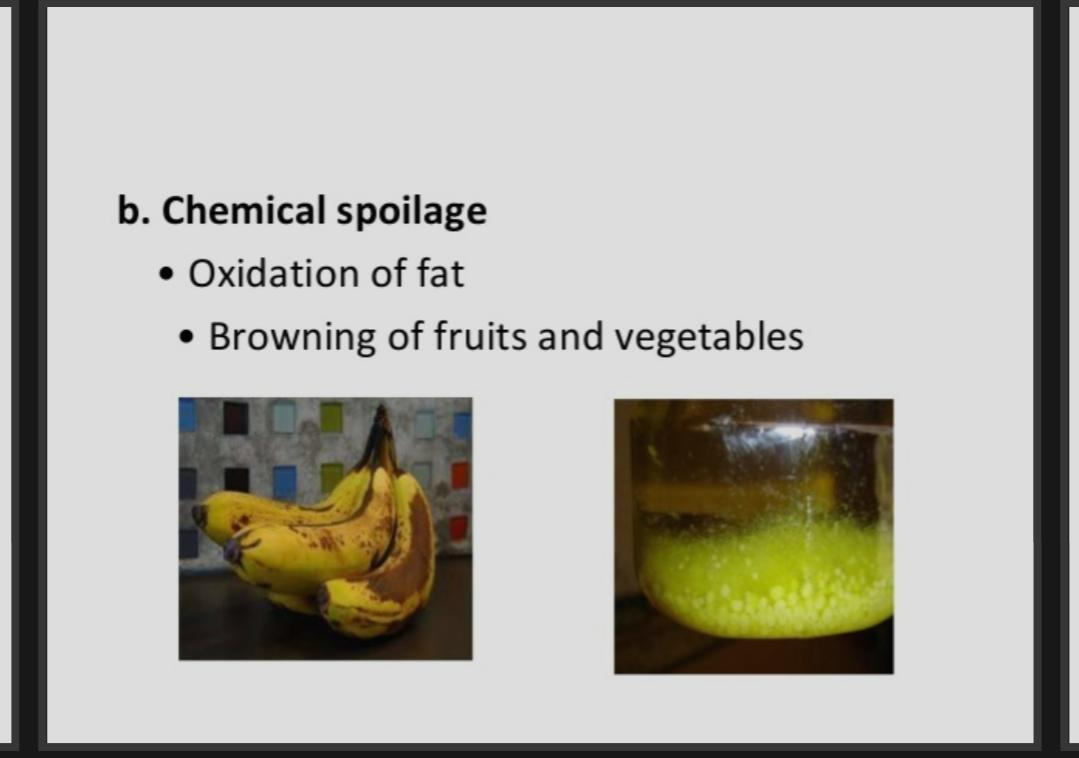 b. Chemical spoilage
• Oxidation of fat
• Browning of fruits and vegetables